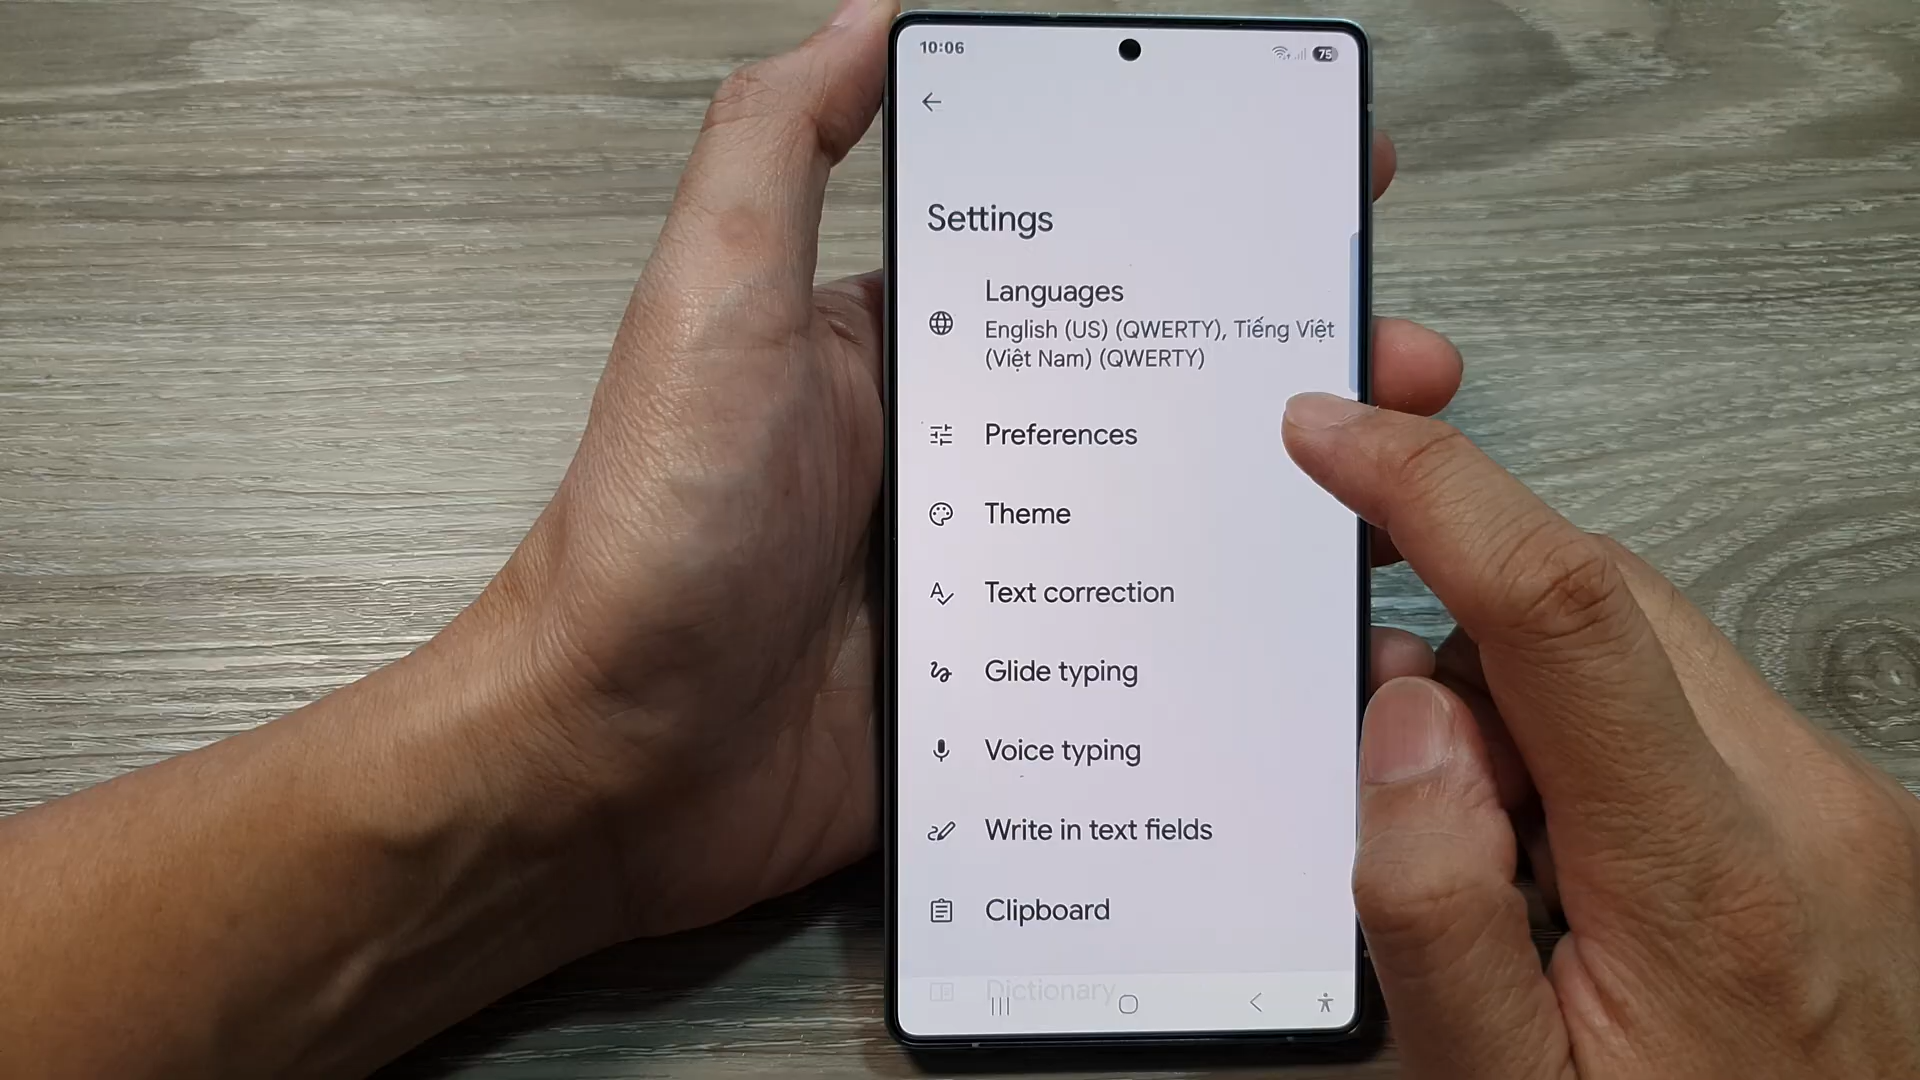 10:06
75
Settings
Languages
English (US) (QWERTY), Tiếng Việt
(Việt Nam) (QWERTY)
Preferences
Theme
Text correction
Glide typing
Voice typing
Write in text fields
Clipboard
Dictionary